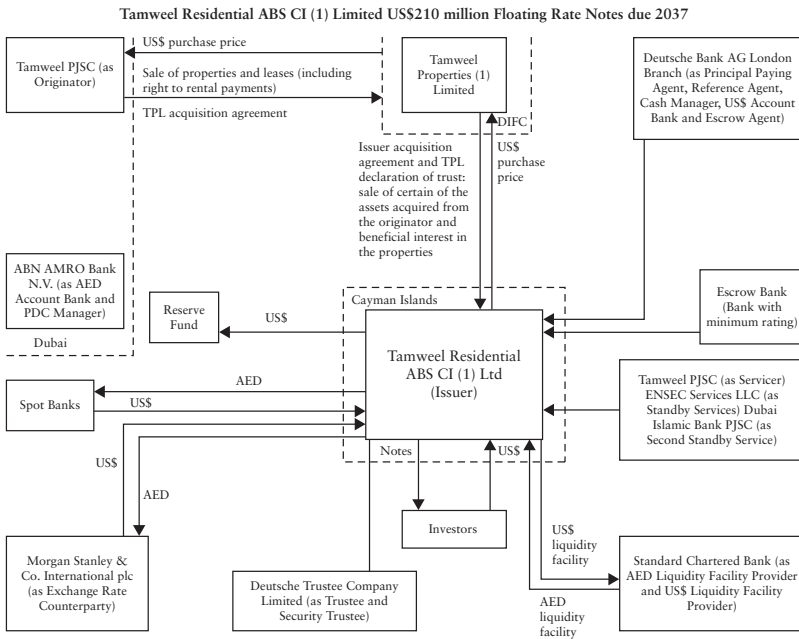 Tamweel Residential ABS CI (1) Limited US$210 million Floating Rate Notes due 2037
Tamweel PJSC (as
Originator)
US$ purchase price
Sale of properties and leases (including
right to rental payments)
TPL acquisition agreement
Tamweel
Properties (1)
Limited
DIFC
Deutsche Bank AG London
Branch (as Principal Paying
Agent, Reference Agent,
Cash Manager, US$ Account
Bank and Escrow Agent)
Issuer acquisition
agreement and TPL
declaration of trust:
sale of certain of the
assets acquired from
the originator and
beneficial interest in
the properties
US$
purchase
price
ABN AMRO Bank
N.V. (as AED
Account Bank and
PDC Manager)
Dubai
Reserve
Fund
US$
Cayman Islands
Tamweel Residential
ABS CI (1) Ltd
(Issuer)
Escrow Bank
(Bank with
minimum rating)
Spot Banks
AED
US$
Tamweel PJSC (as Servicer)
ENSEC Services LLC (as
Standby Services) Dubai
Islamic Bank PJSC (as
Second Standby Service)
Notes
US$
US$
AED
Investors
Morgan Stanley &
Co. International plc
(as Exchange Rate
Counterparty)
Deutsche Trustee Company
Limited (as Trustee and
Security Trustee)
US$
liquidity
facility
AED
liquidity
facility
Standard Chartered Bank (as
AED Liquidity Facility Provider
and US$ Liquidity Facility
Provider)